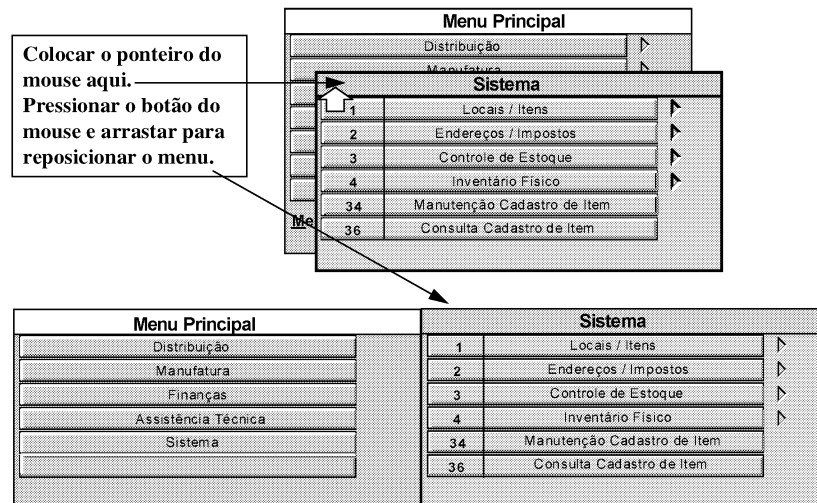 Menu Principal
Distribuição
Manufatura
Colocar o ponteiro do
mouse aqui.
Pressionar o botão do
mouse e arrastar para
reposicionar o menu.
Sistema
1 Locais / Itens
2 Endereços / Impostos
3 Controle de Estoque
4 Inventário Físico
34 Manutenção Cadastro de Item
36 Consulta Cadastro de Item
Me
Menu Principal
Distribuição
Manufatura
Finanças
Assistência Técnica
Sistema
Sistema
1 Locais / Itens
2 Endereços / Impostos
3 Controle de Estoque
4 Inventário Físico
34 Manutenção Cadastro de Item
36 Consulta Cadastro de Item